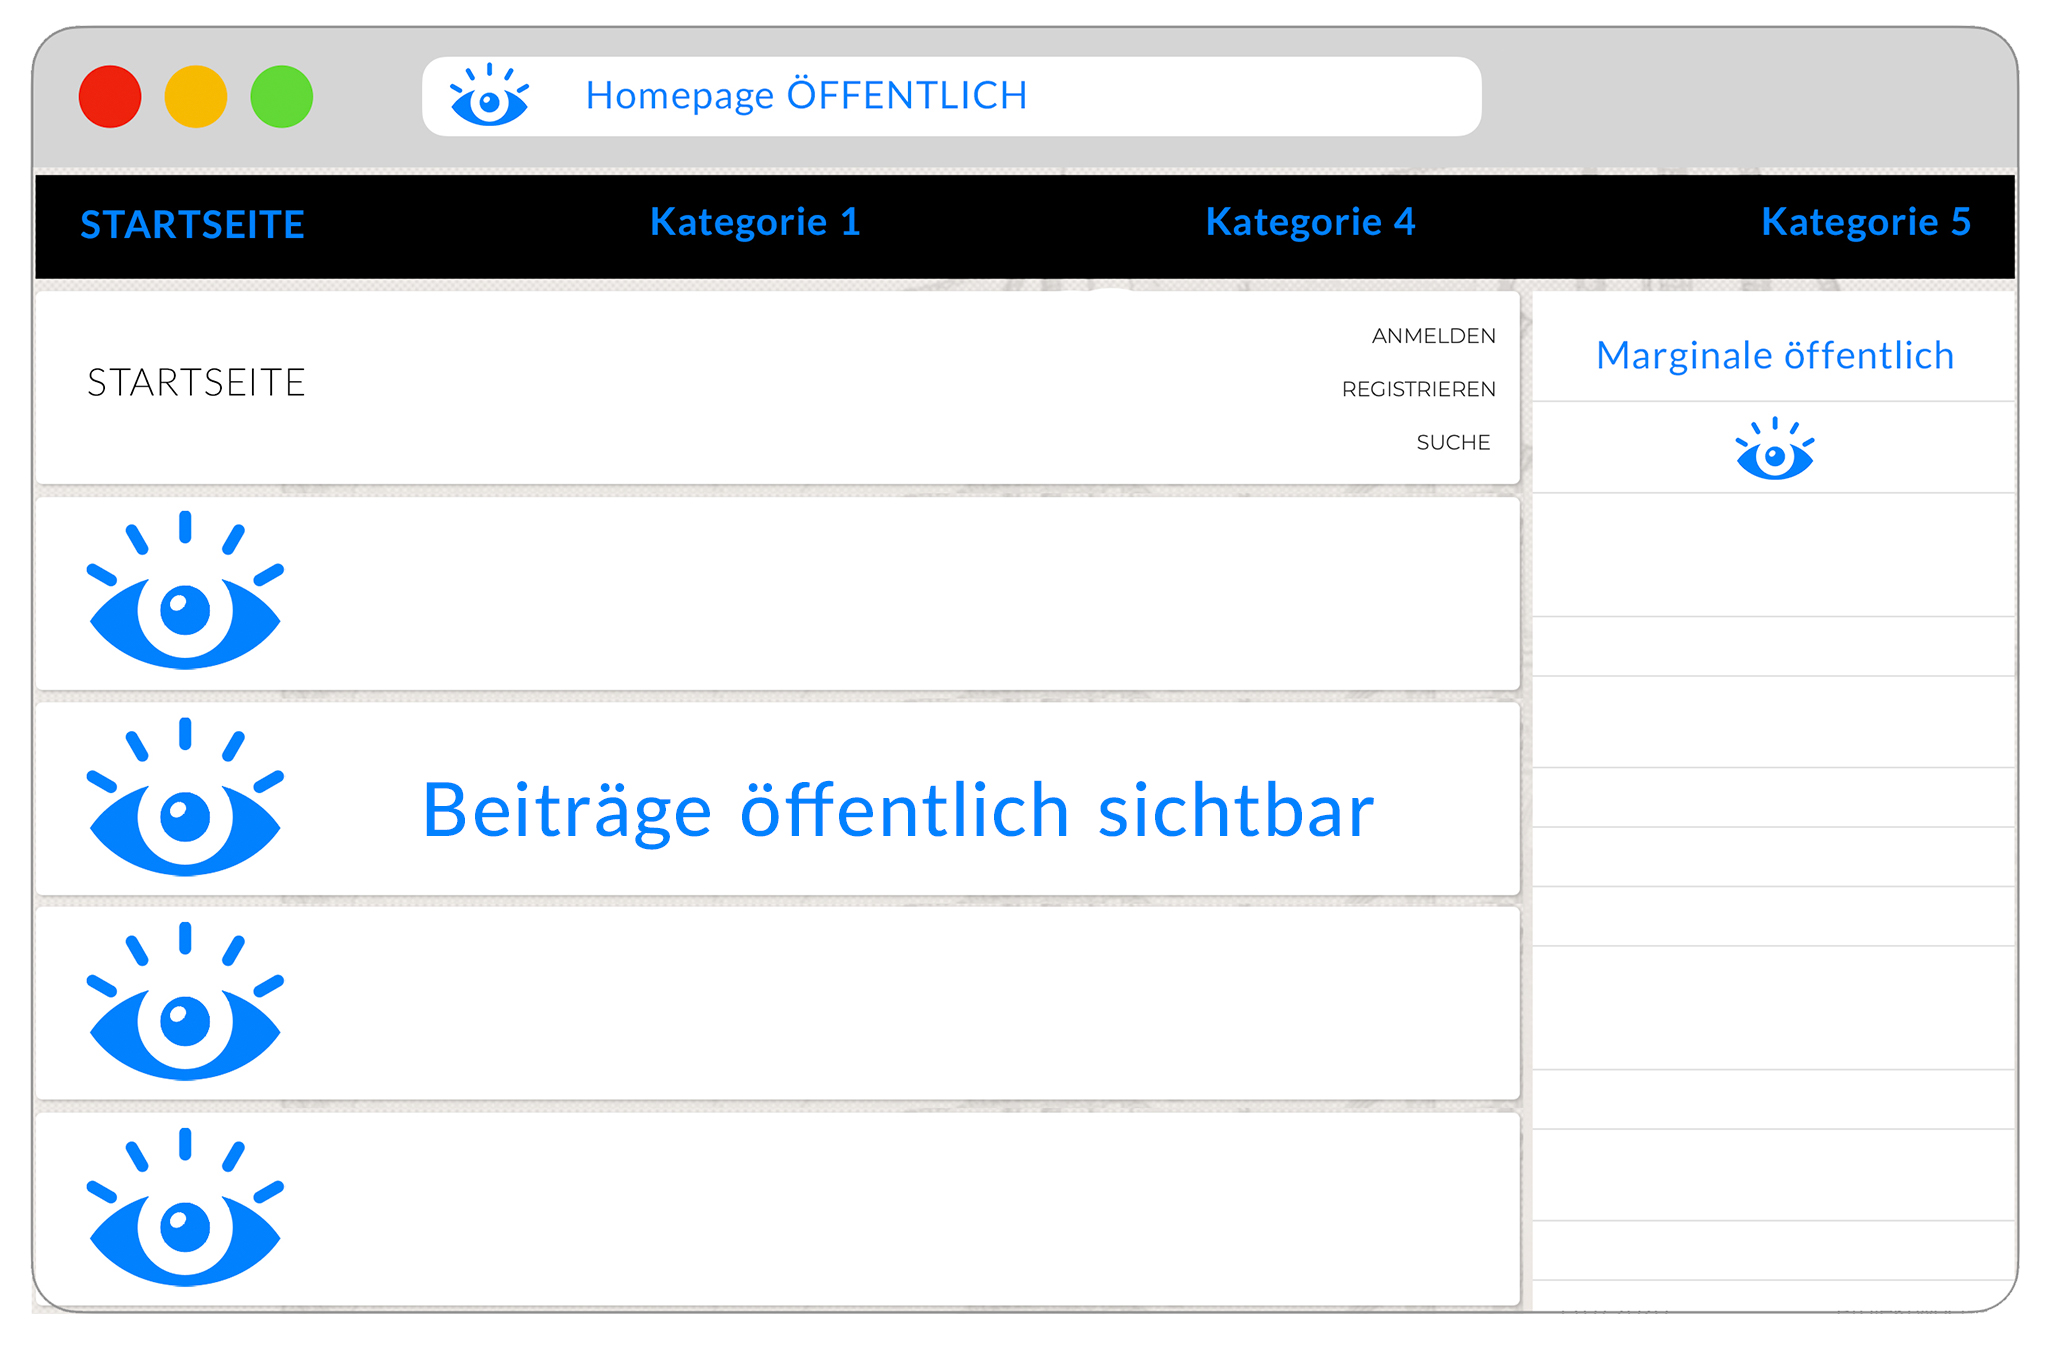 Homepage ÖFFENTLICH
STARTSEITE
Kategorie 1
Kategorie 4
Kategorie 5
STARTSEITE
ANMELDEN
REGISTRIEREN
SUCHE
Marginale öffentlich
Beiträge öffentlich sichtbar